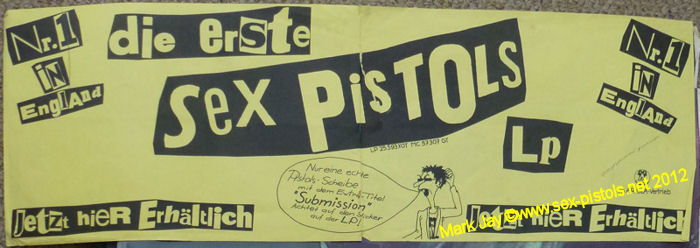 Nr.1
in
England
die erste
Sex Pistols
Lp
LP 25 593 XOT MC 57 307 GT
Nr.1
in
England
Nur eine echte
Pistols-Scheibe
mit dem Extra-Titel
"Submission"
Achtet auf den Sticker
auf der LP!
Jetzt hier Erhältlich
Jetzt hier Erhältlich
Mark Jay ©www.sex-pistols.net 2012